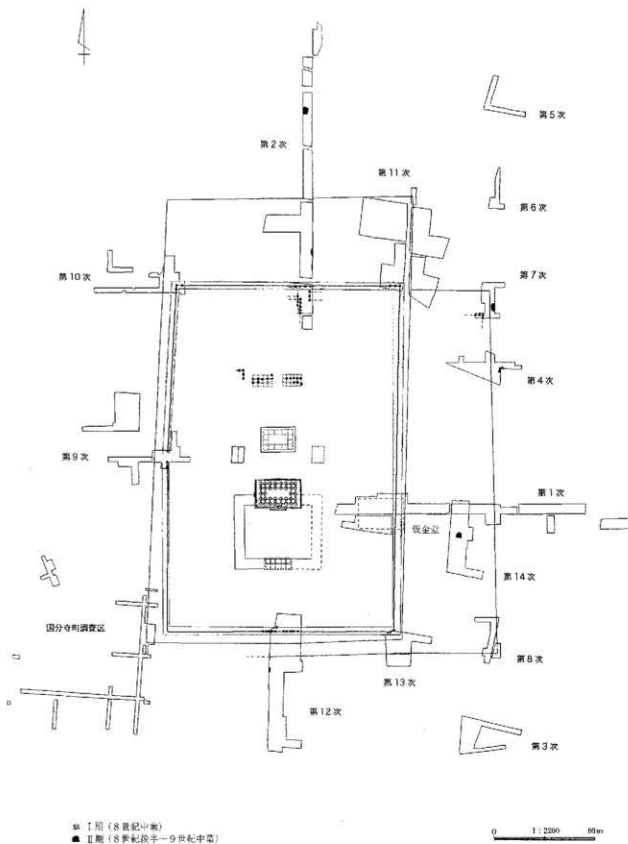 第5次
第2次
第11次
第6次
第10次
第7次
第4次
第9次
第1次
仮金堂
第14次
国分寺町調査区
第8次
第13次
第12次
第3次
Ⅰ期（8世紀中葉）
Ⅱ期（8世紀後半～9世紀中葉）
0 1:2200 80m